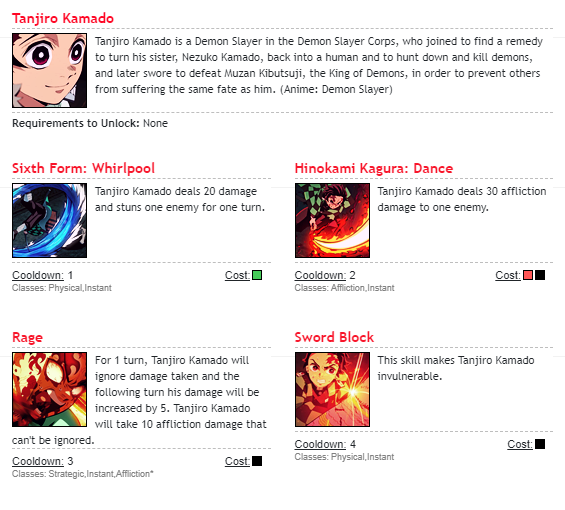 Tanjiro Kamado
Tanjiro Kamado is a Demon Slayer in the Demon Slayer Corps, who joined to find a remedy
to turn his sister, Nezuko Kamado, back into a human and to hunt down and kill demons,
and later swore to defeat Muzan Kibutsuji, the King of Demons, in order to prevent others
from suffering the same fate as him. (Anime: Demon Slayer)
Requirements to Unlock: None
Sixth Form: Whirlpool
Tanjiro Kamado deals 20 damage
and stuns one enemy for one turn.
Cooldown: 1 Cost:
Classes: Physical,Instant
Hinokami Kagura: Dance
Tanjiro Kamado deals 30 affliction
damage to one enemy.
Cooldown: 2 Cost:
Classes: Affliction,Instant
Rage
For 1 turn, Tanjiro Kamado will
ignore damage taken and the
following turn his damage will be
increased by 5. Tanjiro Kamado
will take 10 affliction damage that
can't be ignored.
Cooldown: 3 Cost:
Classes: Strategic,Instant,Affliction*
Sword Block
This skill makes Tanjiro Kamado
invulnerable.
Cooldown: 4 Cost:
Classes: Physical,Instant